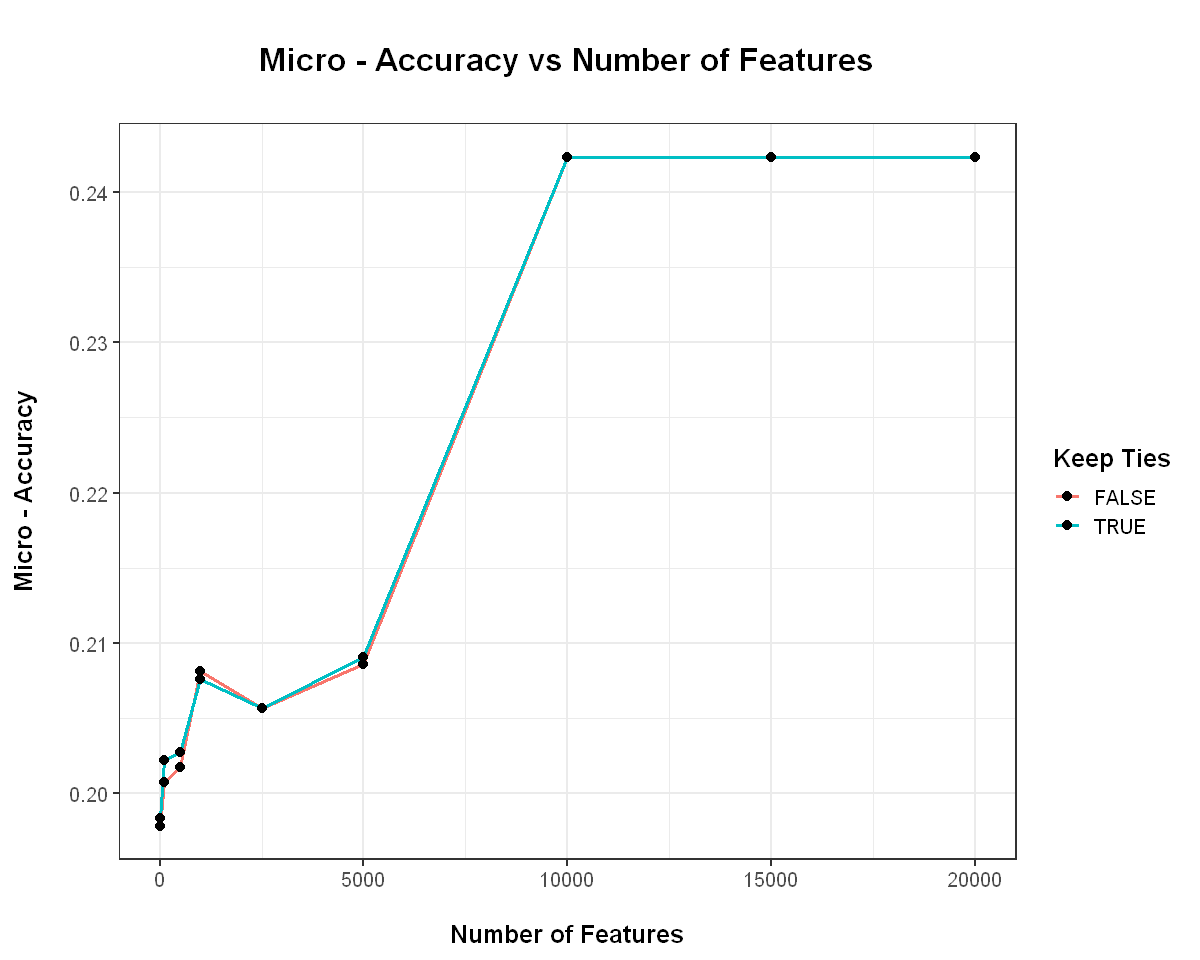 Micro - Accuracy vs Number of Features
Micro - Accuracy
0.24
0.23
0.22
0.21
0.20
0
5000
10000
15000
20000
Number of Features
Keep Ties
FALSE
TRUE